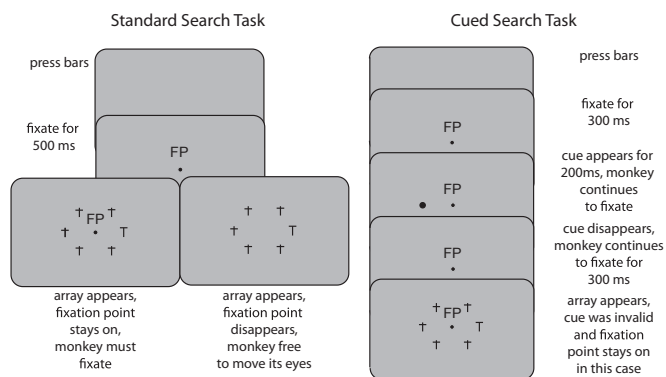 Standard Search Task
press bars
fixate for
500 ms
FP
FP
array appears,
fixation point
stays on,
monkey must
fixate
array appears,
fixation point
disappears,
monkey free
to move its eyes
Cued Search Task
press bars
FP
fixate for
300 ms
FP
cue appears for
200ms, monkey
continues
to fixate
FP
cue disappears,
monkey continues
to fixate for
300 ms
FP
array appears,
cue was invalid
and fixation
point stays on
in this case